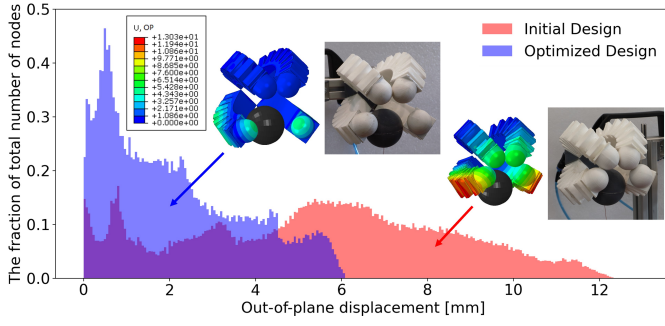 The fraction of total number of nodes
0.5
0.4
0.3
0.2
0.1
0.0
U, OP
+1.303e+01
+1.194e+01
+1.086e+01
+9.771e+00
+8.685e+00
+7.600e+00
+6.514e+00
+5.428e+00
+4.343e+00
+3.257e+00
+2.171e+00
+1.086e+00
+0.000e+00
Initial Design
Optimized Design
0 2 4 6 8 10 12
Out-of-plane displacement [mm]